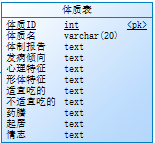 体质表
体质ID int <pk>
体质名 varchar(20)
体制报告 text
发病倾向 text
心理特征 text
形体特征 text
适宜吃的 text
不适宜吃的 text
药膳 text
起居 text
情志 text